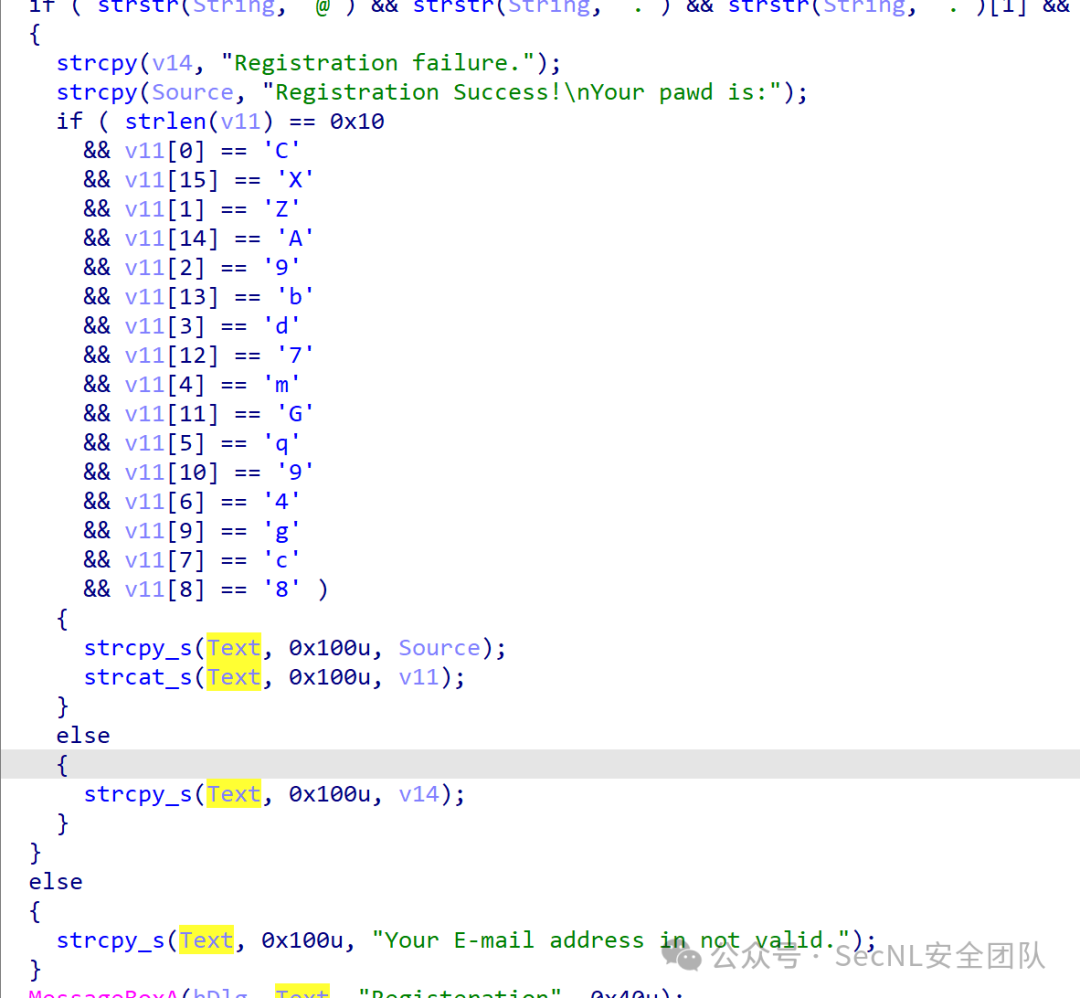 if ( strstr(String, "@") && strstr(String, ".") && strstr(String, ".")[1] &&
{
strcpy(v14, "Registration failure.");
strcpy(Source, "Registration Success!\nYour pawd is:");
if ( strlen(v11) == 0x10
&& v11[0] == 'C'
&& v11[15] == 'X'
&& v11[1] == 'Z'
&& v11[14] == 'A'
&& v11[2] == '9'
&& v11[13] == 'b'
&& v11[3] == 'd'
&& v11[12] == '7'
&& v11[4] == 'm'
&& v11[11] == 'G'
&& v11[5] == 'q'
&& v11[10] == '9'
&& v11[6] == '4'
&& v11[9] == 'g'
&& v11[7] == 'c'
&& v11[8] == '8' )
{
strcpy_s(Text, 0x100u, Source);
strcat_s(Text, 0x100u, v11);
}
else
{
strcpy_s(Text, 0x100u, v14);
}
}
else
{
strcpy_s(Text, 0x100u, "Your E-mail address in not valid.");
}
MessageBoxA(hDlg, Text, "Registeration", 0x40u);
公众号 · SecNL安全团队